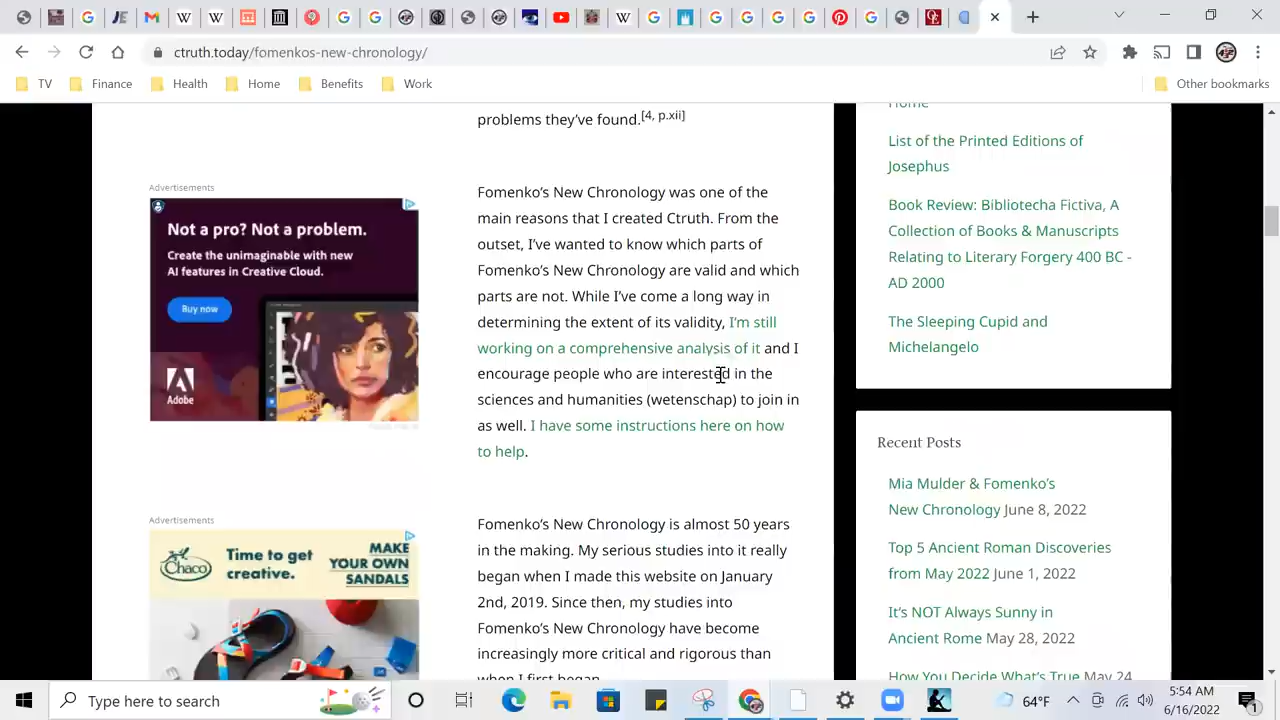 ctruth.today/fomenkos-new-chronology/
TV
Finance
Health
Home
Benefits
Work
Other bookmarks
problems they've found.[4, p.xii]
Advertisements
Not a pro? Not a problem.
Create the unimaginable with new
AI features in Creative Cloud.
Buy now
Adobe
Fomenko's New Chronology was one of the
main reasons that I created Ctruth. From the
outset, I've wanted to know which parts of
Fomenko's New Chronology are valid and which
parts are not. While I've come a long way in
determining the extent of its validity, I'm still
working on a comprehensive analysis of it and I
encourage people who are interested in the
sciences and humanities (wetenschap) to join in
as well. I have some instructions here on how
to help.
Advertisements
Chaco
Time to get
creative.
MAKE
YOUR OWN
SANDALS
Fomenko's New Chronology is almost 50 years
in the making. My serious studies into it really
began when I made this website on January
2nd, 2019. Since then, my studies into
Fomenko's New Chronology have become
increasingly more critical and rigorous than
when I first began.
Home
List of the Printed Editions of
Josephus
Book Review: Bibliotecha Fictiva, A
Collection of Books & Manuscripts
Relating to Literary Forgery 400 BC -
AD 2000
The Sleeping Cupid and
Michelangelo
Recent Posts
Mia Mulder & Fomenko's
New Chronology June 8, 2022
Top 5 Ancient Roman Discoveries
from May 2022 June 1, 2022
It's NOT Always Sunny in
Ancient Rome May 28, 2022
How You Decide What's True May 24
Type here to search
64°F
5:54 AM
6/16/2022
1